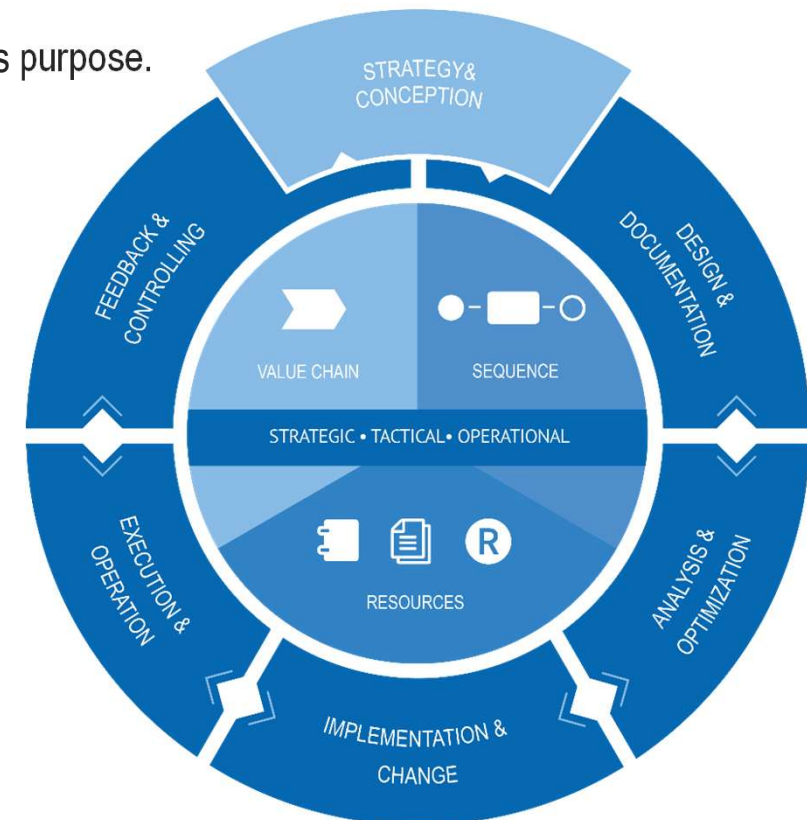 s purpose.
STRATEGY&
CONCEPTION
FEEDBACK &
CONTROLLING
DESIGN &
DOCUMENTATION
VALUE CHAIN
SEQUENCE
STRATEGIC • TACTICAL• OPERATIONAL
R
RESOURCES
EXECUTION &
OPERATION
ANALYSIS &
OPTIMIZATION
IMPLEMENTATION &
CHANGE